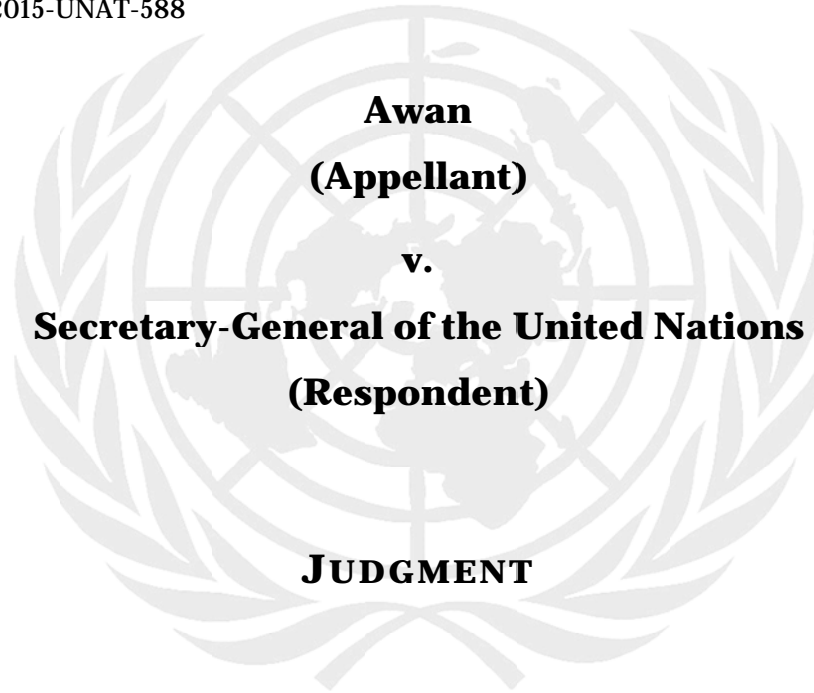 2015-UNAT-588
Awan
(Appellant)
v.
Secretary-General of the United Nations
(Respondent)
JUDGMENT